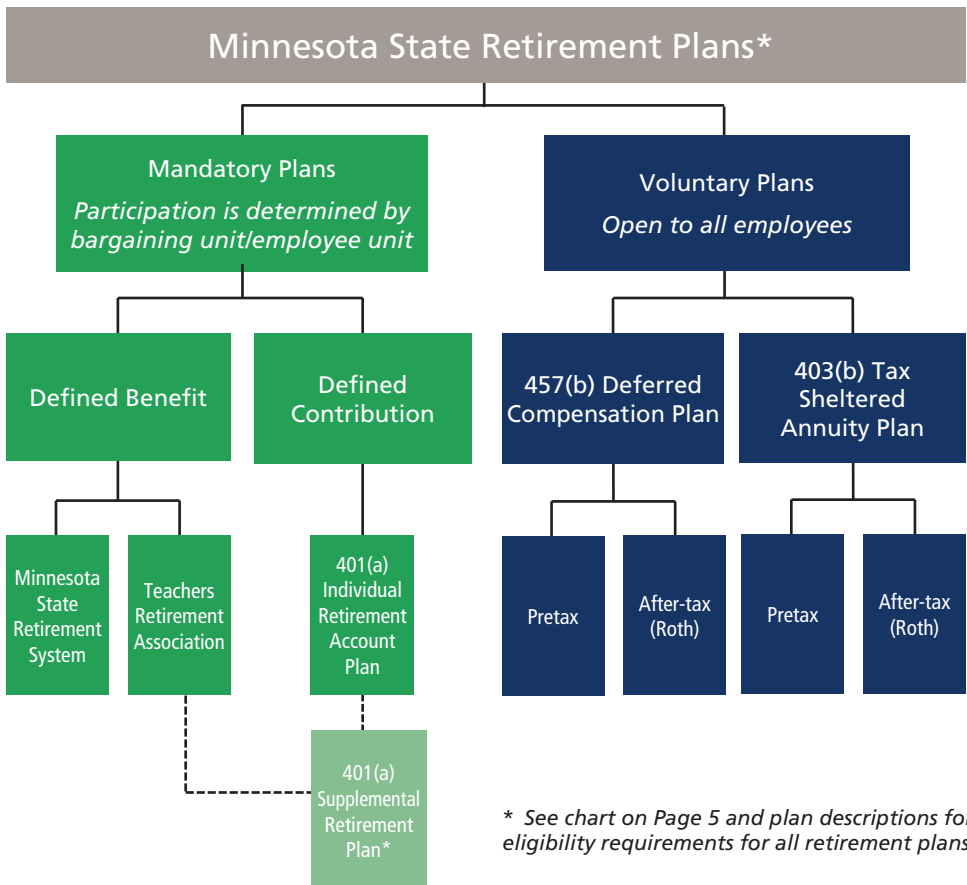 Minnesota State Retirement Plans*
Mandatory Plans
Participation is determined by
bargaining unit/employee unit
Voluntary Plans
Open to all employees
Defined Benefit
Defined
Contribution
457(b) Deferred
Compensation Plan
403(b) Tax
Sheltered
Annuity Plan
Minnesota
State
Retirement
System
Teachers
Retirement
Association
401(a)
Individual
Retirement
Account
Plan
Pretax
After-tax
(Roth)
Pretax
After-tax
(Roth)
401(a)
Supplemental
Retirement
Plan*
* See chart on Page 5 and plan descriptions for
eligibility requirements for all retirement plans